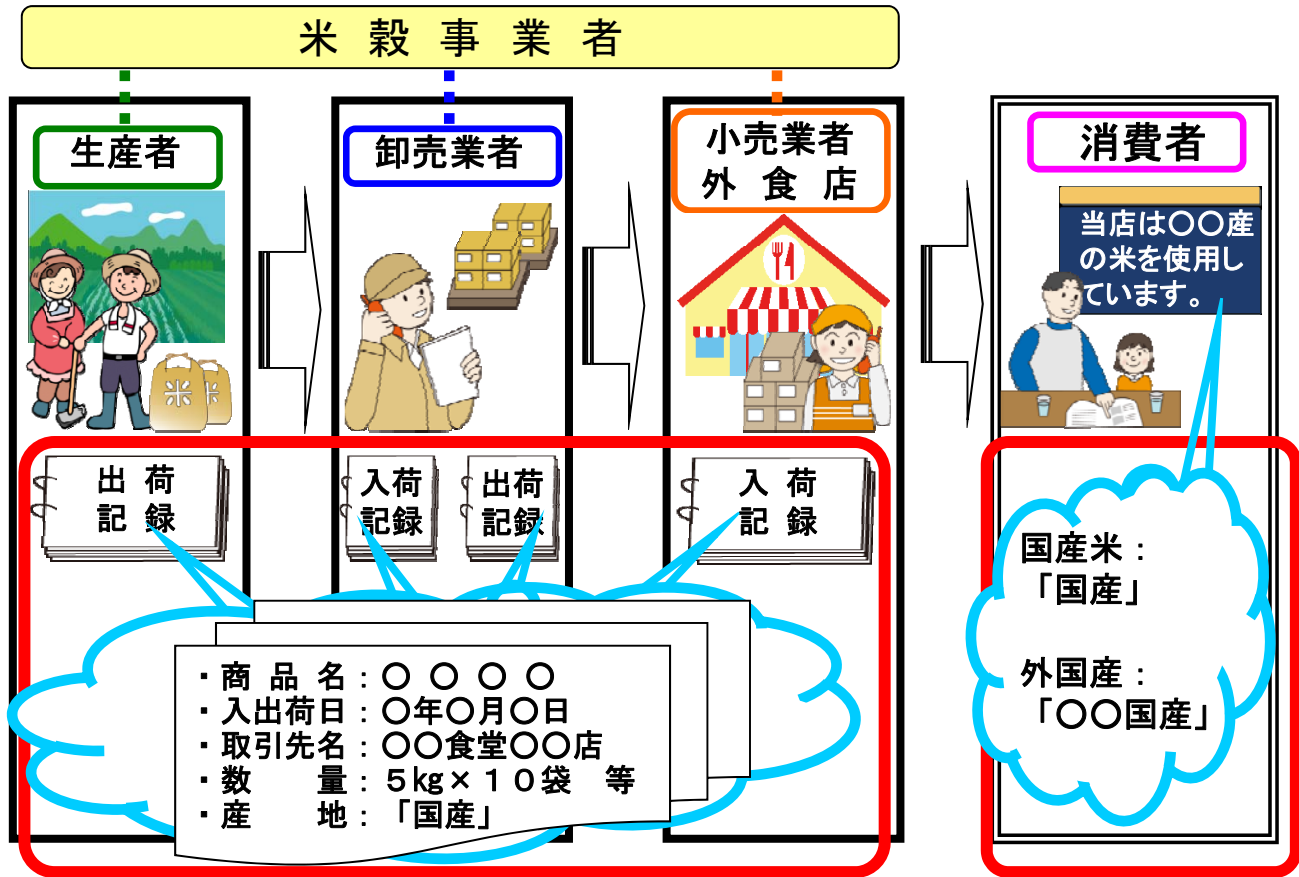 米穀事業者
生産者
卸売業者
小売業者
外食店
消費者
当店は〇〇産
の米を使用し
ています。
米
出荷
記録
入荷
記録
出荷
記録
入荷
記録
・商品名：〇〇〇〇
・入出荷日：〇年〇月〇日
・取引先名：〇〇食堂〇〇店
・数　量：５kg×１０袋　等
・産　地：「国産」
国産米：
「国産」
外国産：
「〇〇国産」